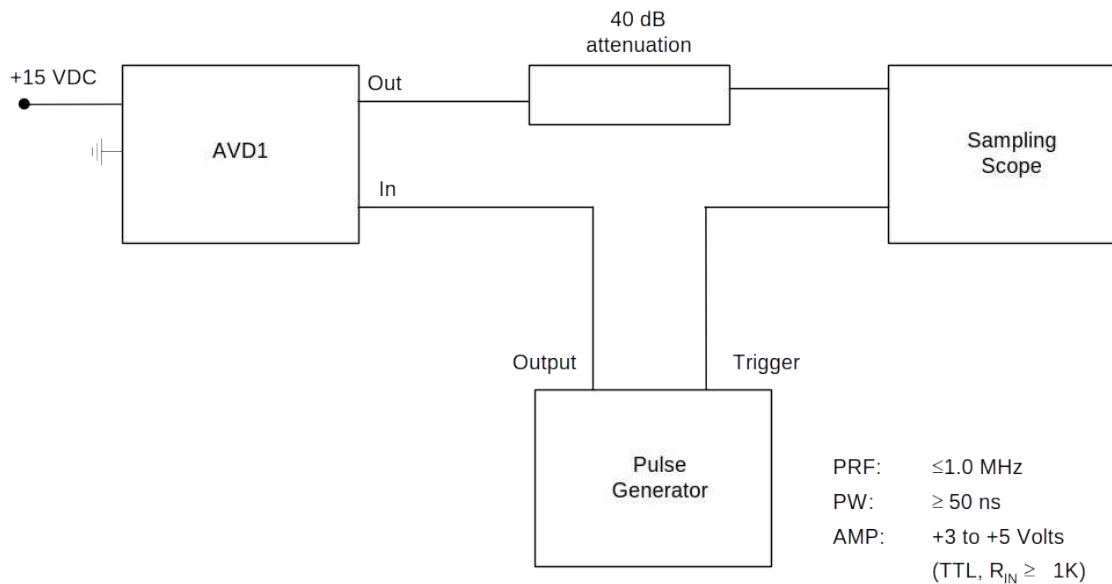 40 dB
attenuation
+15 VDC
Out
AVD1
Sampling
Scope
In
Output
Trigger
Pulse
Generator
PRF: ≤1.0 MHz
PW: ≥ 50 ns
AMP: +3 to +5 Volts
(TTL, RIN ≥ 1K)